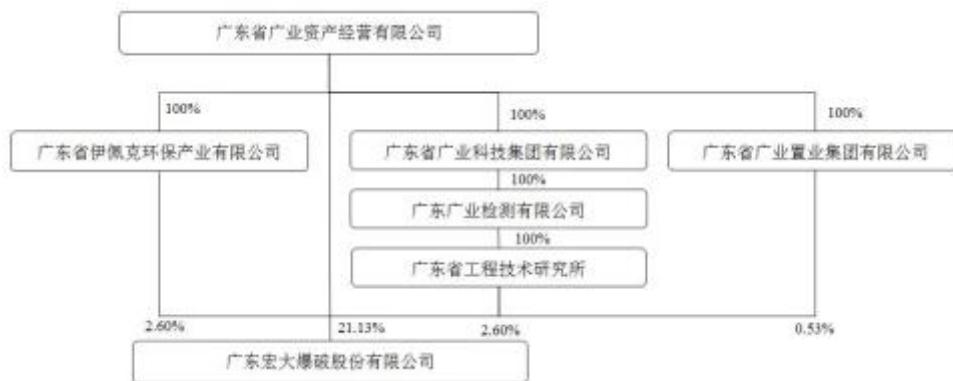 广东省广业资产经营有限公司
100%
100%
100%
广东省伊佩克环保产业有限公司
广东省广业科技集团有限公司
广东省广业置业集团有限公司
100%
广东广业检测有限公司
100%
广东省工程技术研究所
2.60%
21.13%
2.60%
0.53%
广东宏大爆破股份有限公司